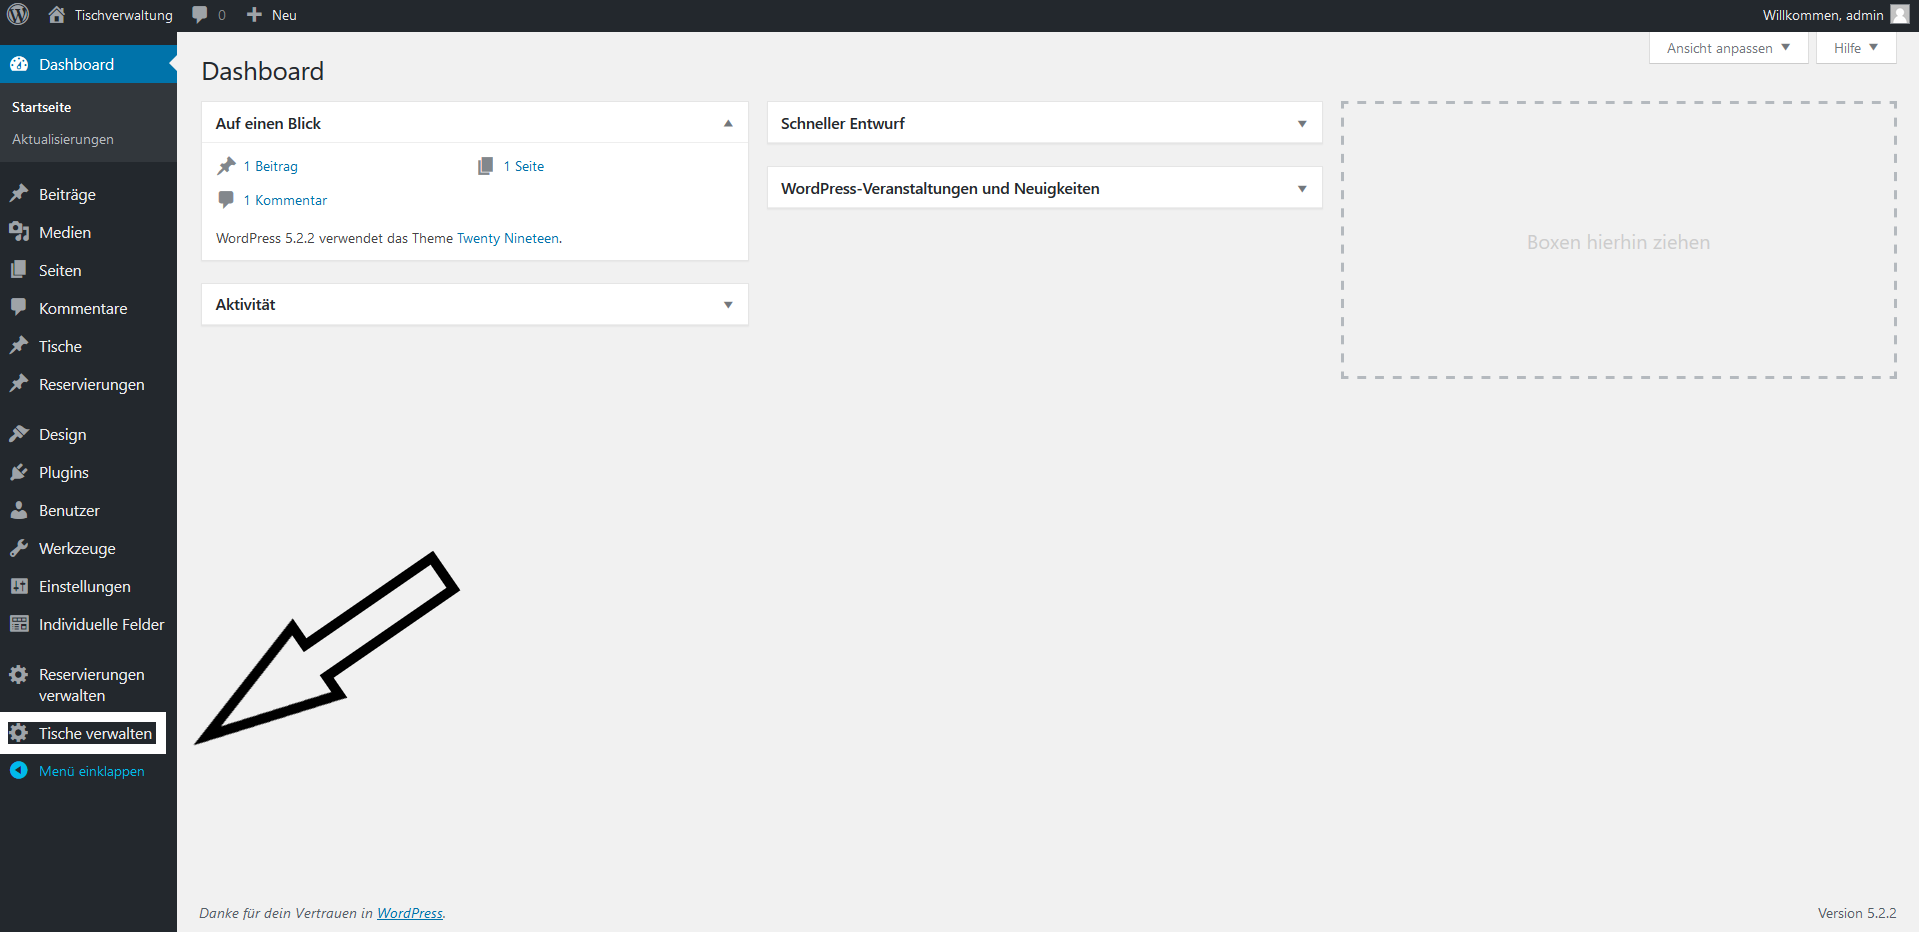 Tischverwaltung 0 Neu Willkommen, admin
Dashboard
Startseite
Aktualisierungen
Beiträge
Medien
Seiten
Kommentare
Tische
Reservierungen
Design
Plugins
Benutzer
Werkzeuge
Einstellungen
Individuelle Felder
Reservierungen
verwalten
Tische verwalten
Menü einklappen
Ansicht anpassen Hilfe
Dashboard
Auf einen Blick
1 Beitrag 1 Seite
1 Kommentar
WordPress 5.2.2 verwendet das Theme Twenty Nineteen.
Aktivität
Schneller Entwurf
WordPress-Veranstaltungen und Neuigkeiten
Boxen hierhin ziehen
Danke für dein Vertrauen in WordPress. Version 5.2.2